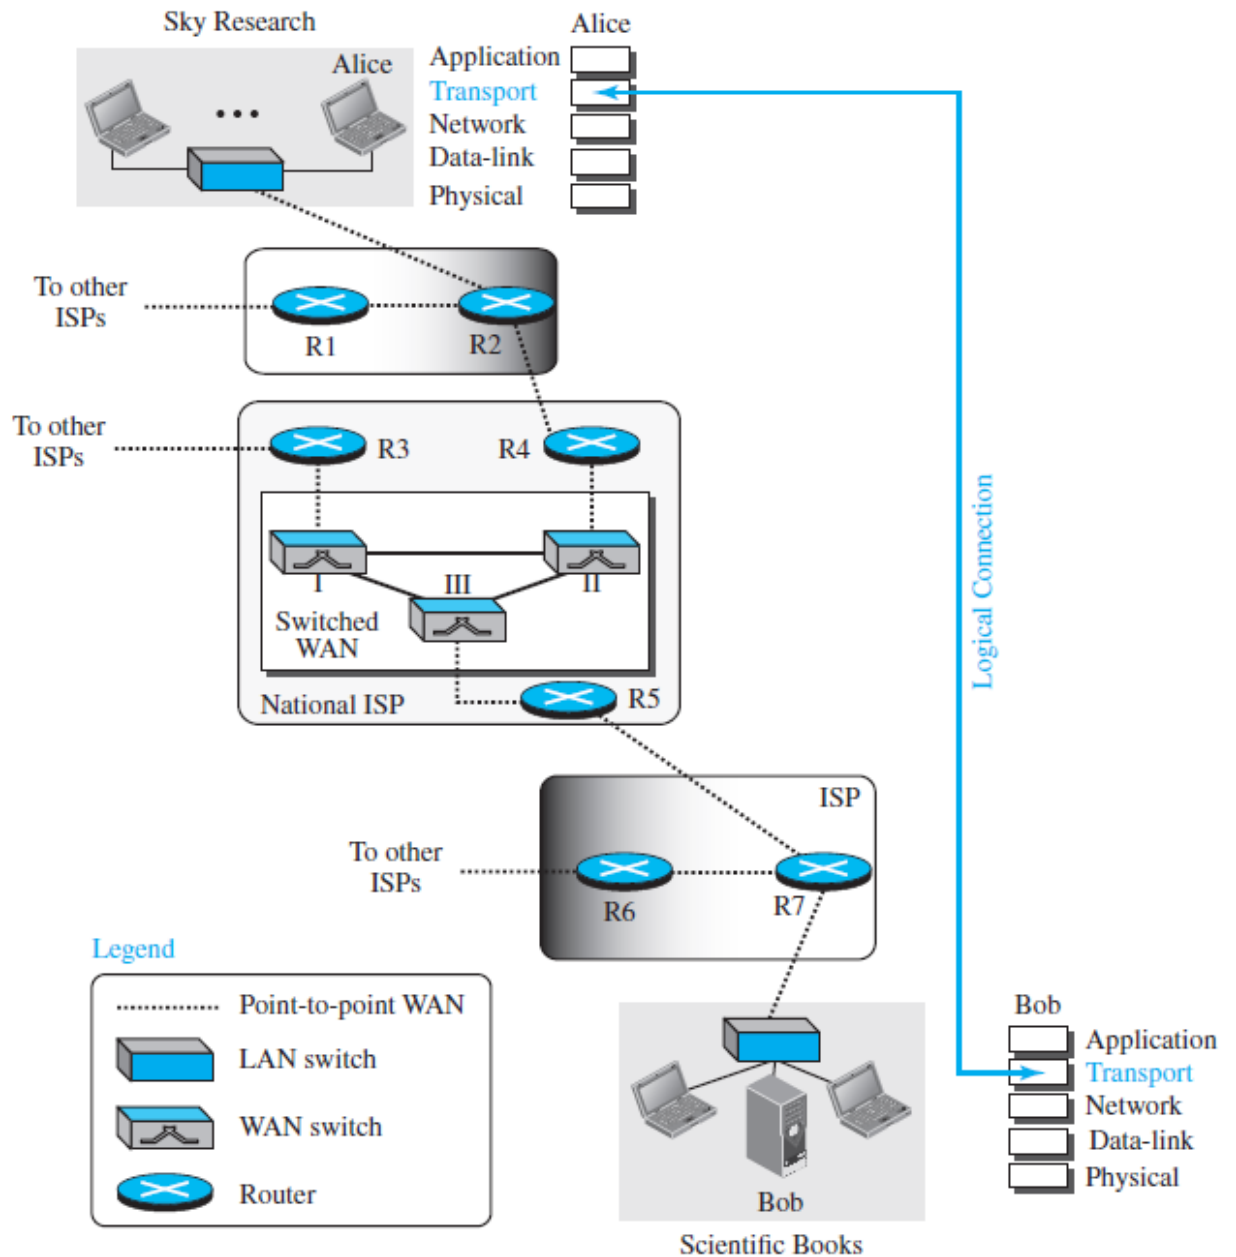 Sky Research
Alice
Alice
Application
Transport
Network
Data-link
Physical
To other
ISPs
R1
R2
To other
ISPs
R3
R4
I
III
II
Switched
WAN
National ISP
R5
Logical Connection
ISP
To other
ISPs
R6
R7
Legend
Point-to-point WAN
LAN switch
WAN switch
Router
Bob
Scientific Books
Bob
Application
Transport
Network
Data-link
Physical